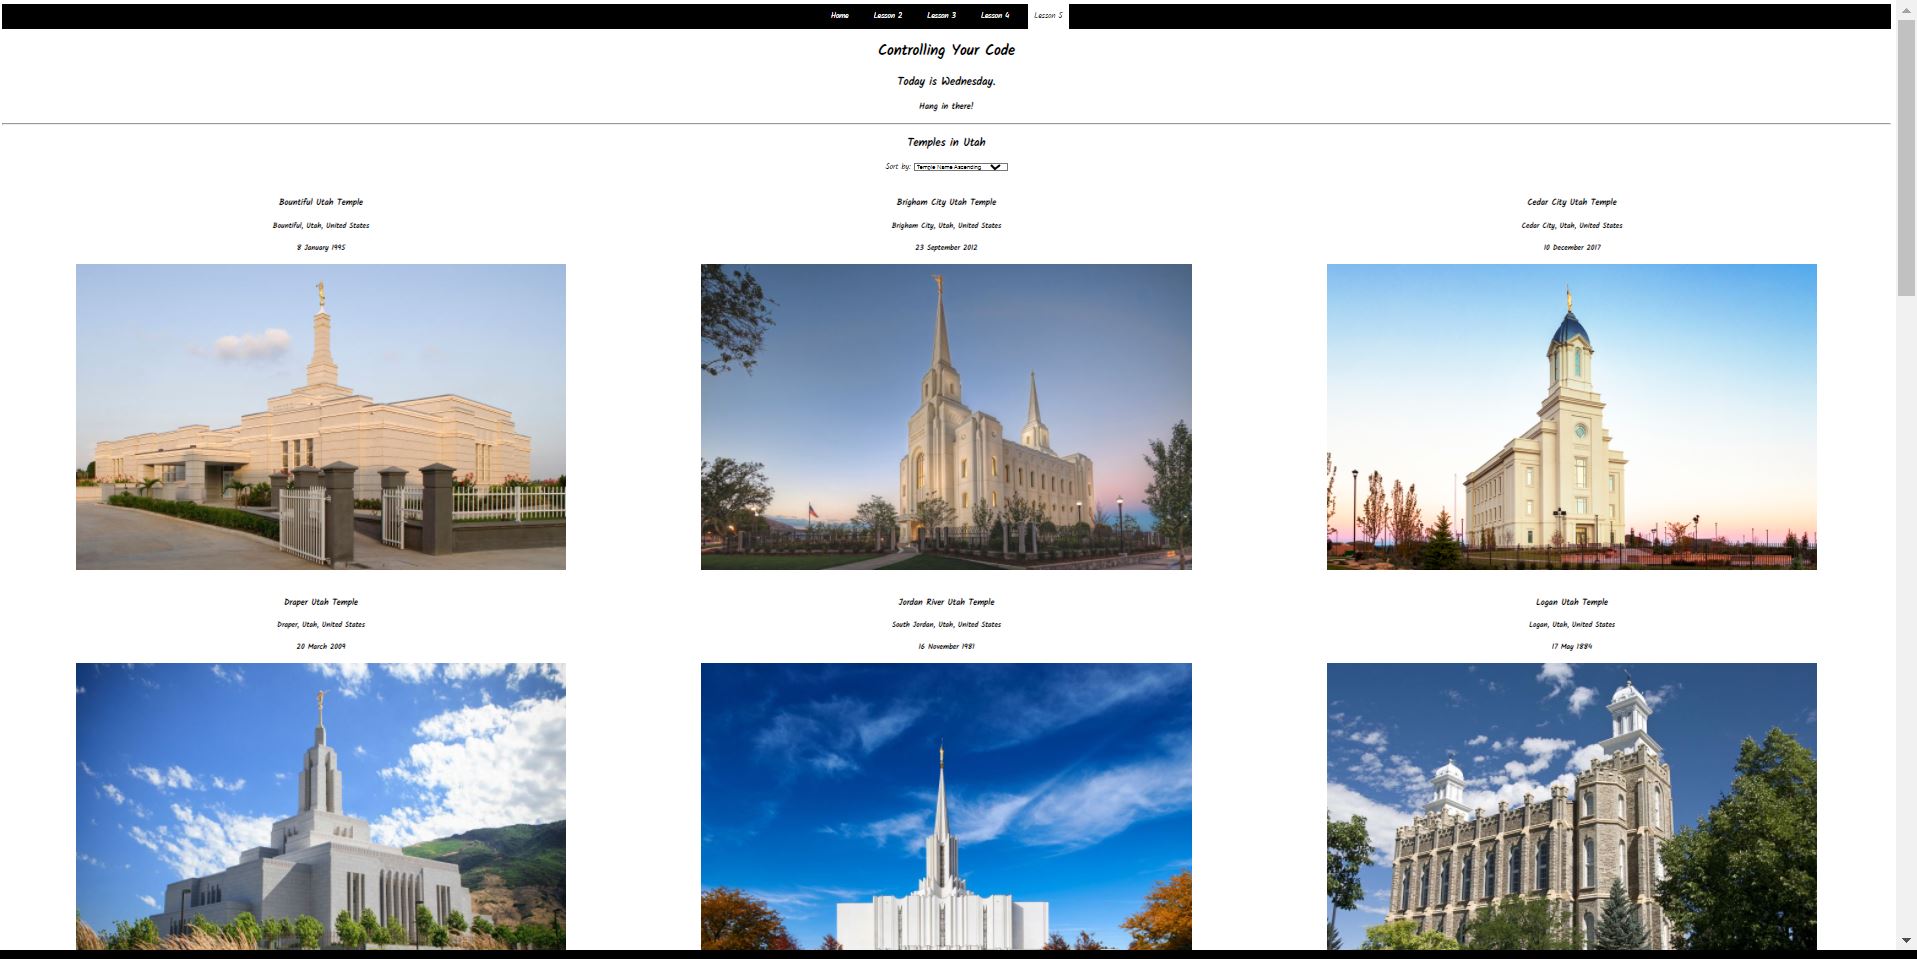 Home Lesson 2 Lesson 3 Lesson 4 Lesson 5
Controlling Your Code
Today is Wednesday.
Hang in there!
Temples in Utah
Sort by: Temple Name Ascending
Bountiful Utah Temple
Bountiful, Utah, United States
8 January 1995
Brigham City Utah Temple
Brigham City, Utah, United States
23 September 2012
Cedar City Utah Temple
Cedar City, Utah, United States
10 December 2017
Draper Utah Temple
Draper, Utah, United States
20 March 2009
Jordan River Utah Temple
South Jordan, Utah, United States
16 November 1981
Logan Utah Temple
Logan, Utah, United States
17 May 1884